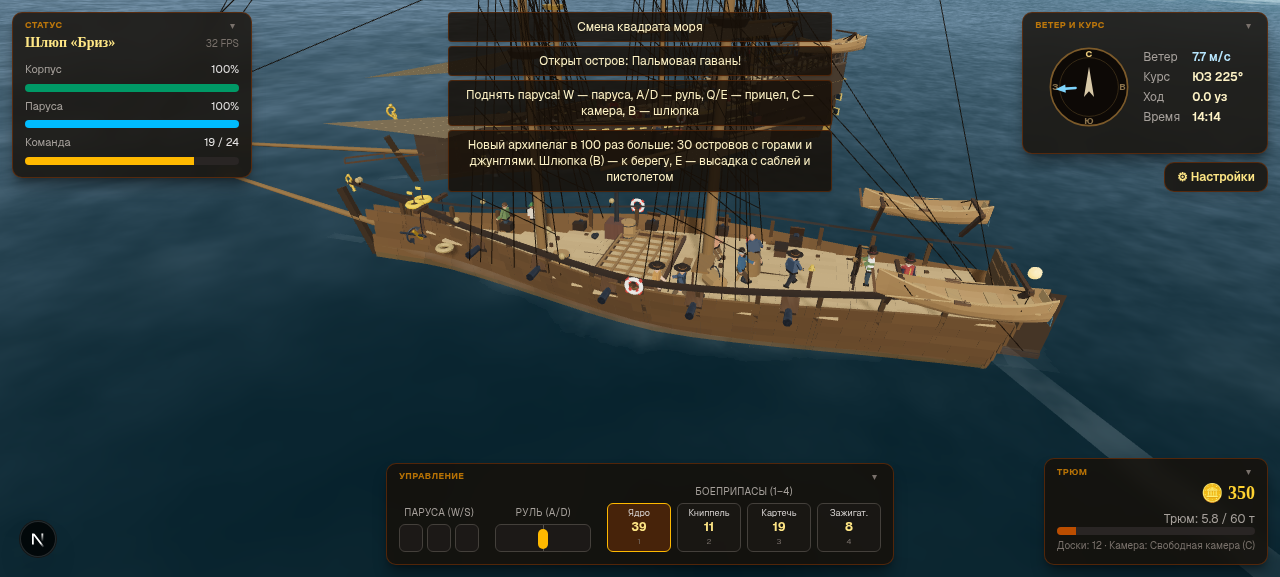 СТАТУС
Шлюп «Бриз»
32 FPS
Корпус 100%
Паруса 100%
Команда 19 / 24
Смена квадрата моря
Открыт остров: Пальмовая гавань!
Поднять паруса! W — паруса, A/D — руль, Q/E — прицел, C —
камера, B — шлюпка
Новый архипелаг в 100 раз больше: 30 островов с горами и
джунглями. Шлюпка (B) — к берегу, E — высадка с саблей и
пистолетом
ВЕТЕР И КУРС
С
З
В
Ю
Ветер 7.7 м/с
Курс ЮЗ 225°
Ход 0.0 уз
Время 14:14
⚙ Настройки
УПРАВЛЕНИЕ
ПАРУСА (W/S)
РУЛЬ (A/D)
БОЕПРИПАСЫ (1–4)
Ядро
39
1
Книппель
11
2
Картечь
19
3
Зажигат.
8
4
ТРЮМ
350
Трюм: 5.8 / 60 т
Доски: 12 · Камера: Свободная камера (C)
N